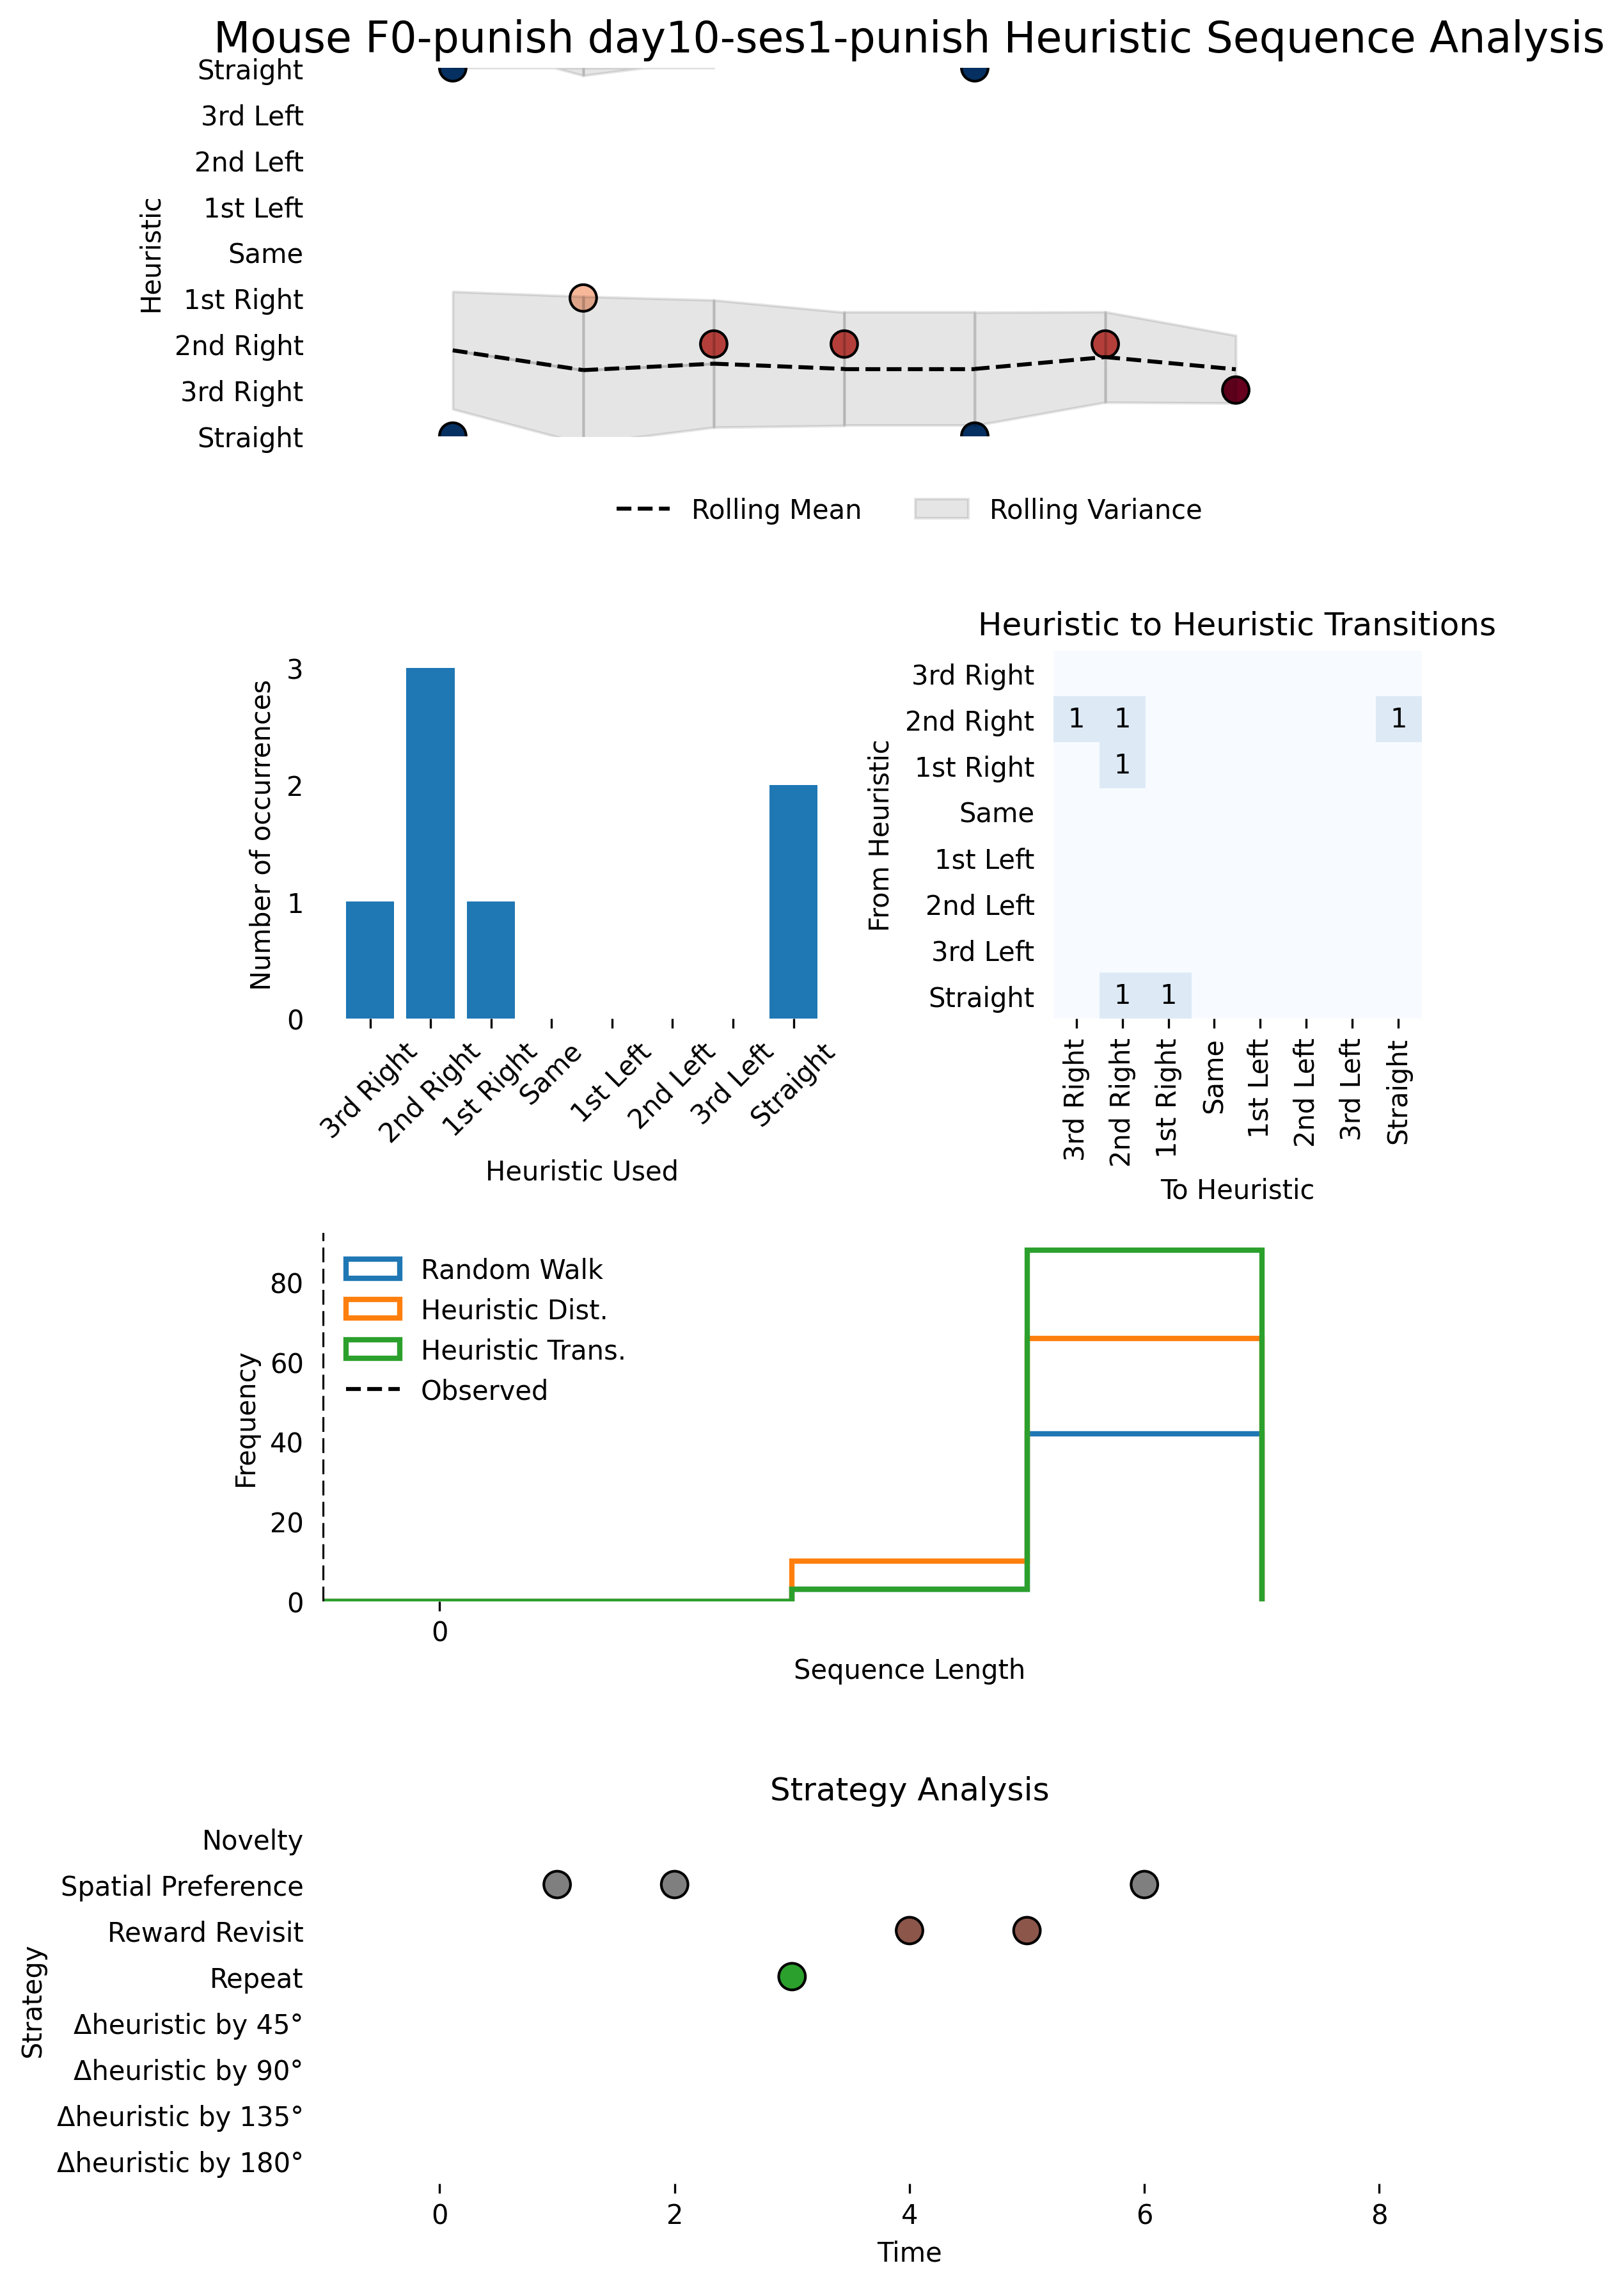 Mouse F0-punish day10-ses1-punish Heuristic Sequence Analysis
Straight
3rd Left
2nd Left
1st Left
Same
1st Right
2nd Right
3rd Right
Straight
Heuristic
Rolling Mean
Rolling Variance
3
2
1
0
Number of occurrences
3rd Right
2nd Right
1st Right
Same
1st Left
2nd Left
3rd Left
Straight
Heuristic Used
Heuristic to Heuristic Transitions
3rd Right
2nd Right
1st Right
Same
1st Left
2nd Left
3rd Left
Straight
From Heuristic
1 1 1
1
1 1
3rd Right
2nd Right
1st Right
Same
1st Left
2nd Left
3rd Left
Straight
To Heuristic
Random Walk
Heuristic Dist.
Heuristic Trans.
Observed
80
60
40
20
0
Frequency
0
Sequence Length
Strategy Analysis
Novelty
Spatial Preference
Reward Revisit
Repeat
Δheuristic by 45°
Δheuristic by 90°
Δheuristic by 135°
Δheuristic by 180°
Strategy
0 2 4 6 8
Time